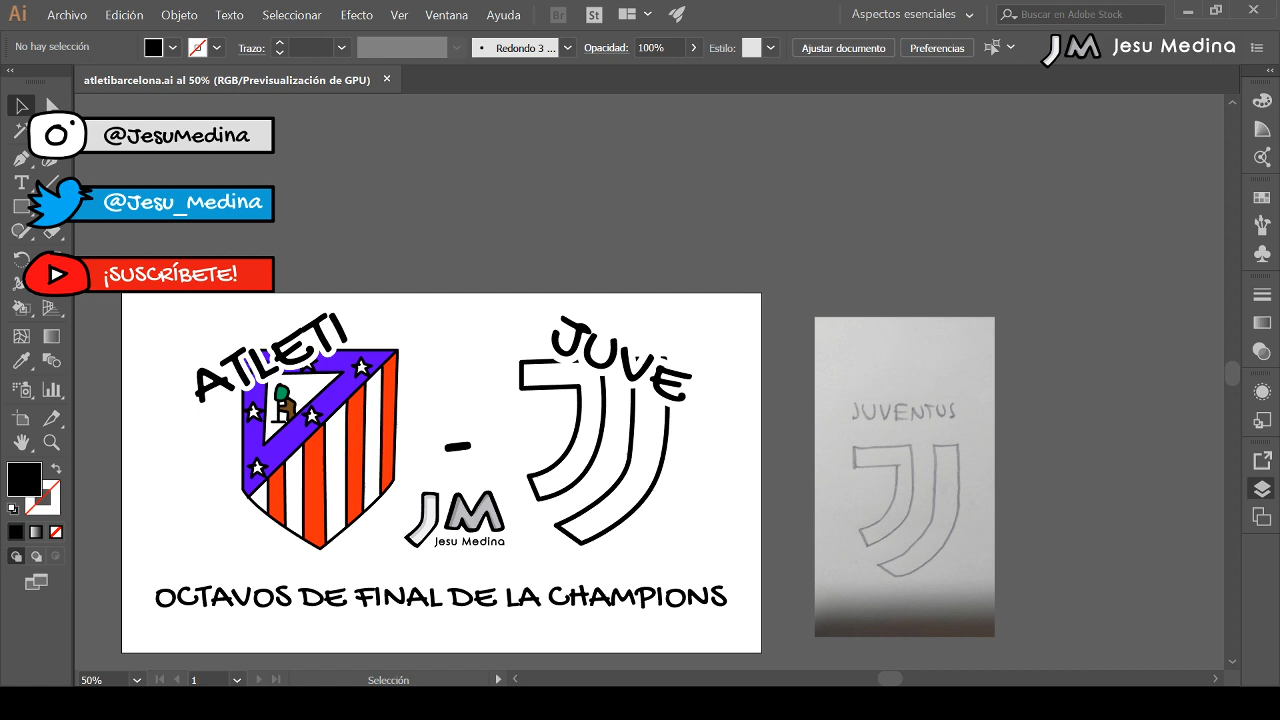 Ai Archivo Edición Objeto Texto Seleccionar Efecto Ver Ventana Ayuda Br St Aspectos esenciales Buscar en Adobe Stock
No hay selección Trazo: Redondo 3 ... Opacidad: 100% Estilo: Ajustar documento Preferencias JM Jesu Medina
atletibarcelona.ai al 50% (RGB/Previsualización de GPU)
@JesuMedina
@Jesu_Medina
¡SUSCRÍBETE!
ATLETI
JUVE
-
JUVENTUS
JM
Jesu Medina
OCTAVOS DE FINAL DE LA CHAMPIONS
50% 1 Selección